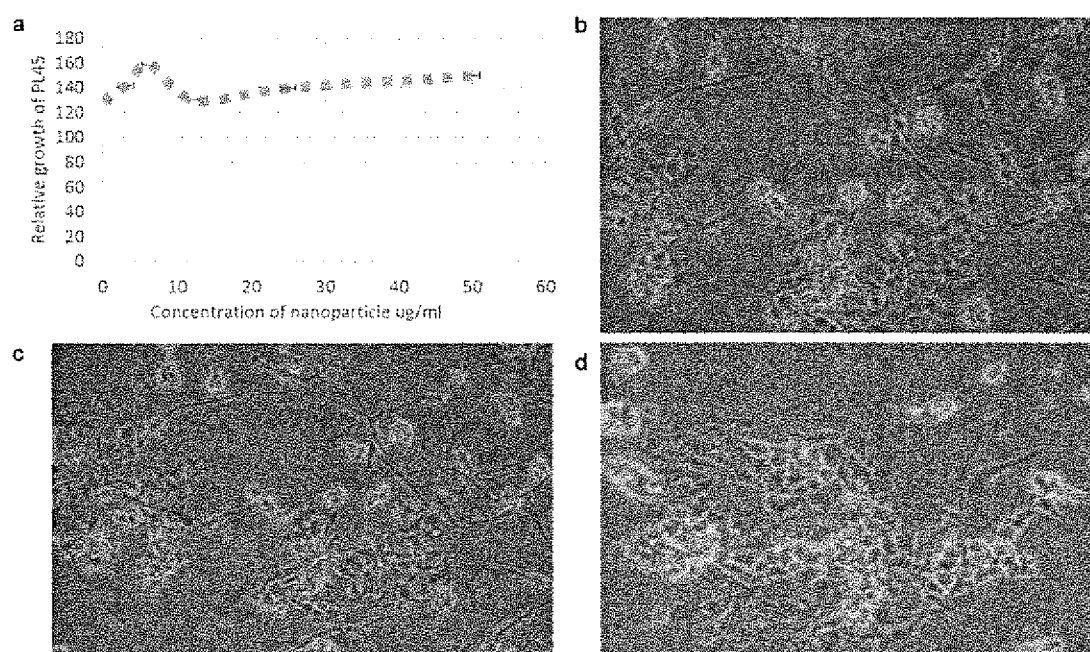 a
180
160
140
120
100
80
60
40
20
0
Relative growth of PL45
0 10 20 30 40 50 60
Concentration of nanoparticle ug/ml
b
c
d